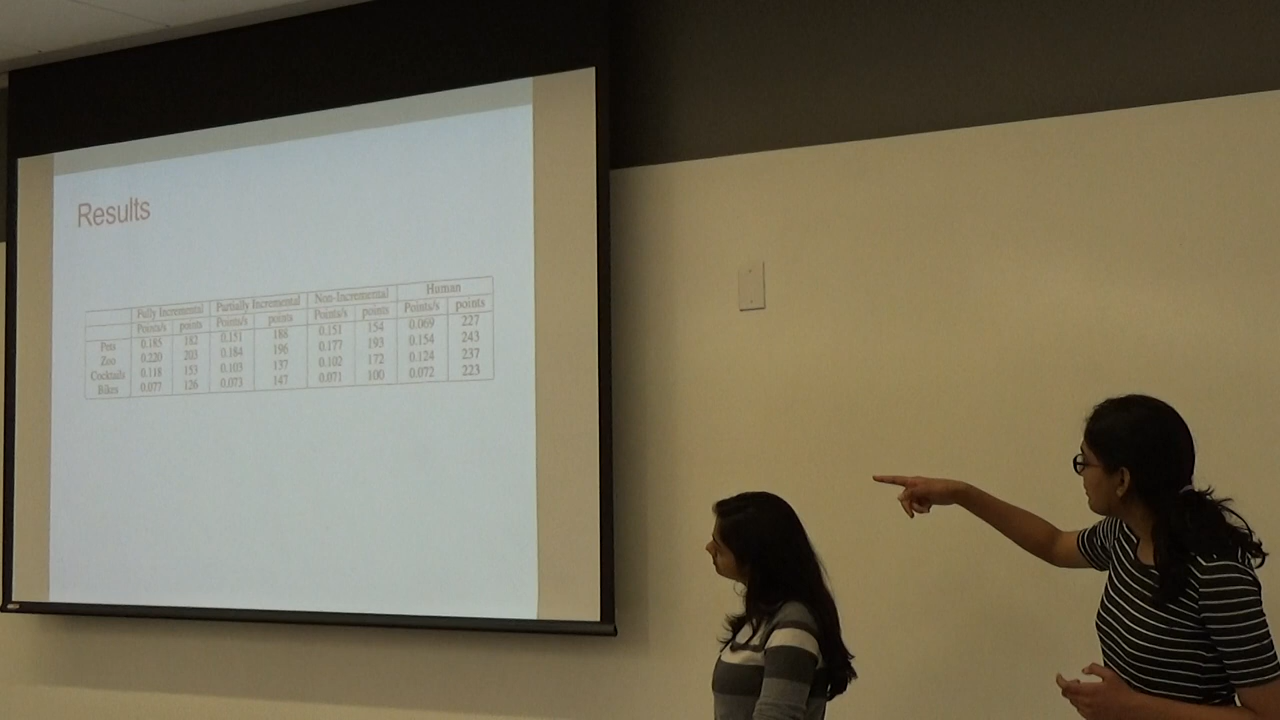 Results
Fully Incremental Partially Incremental Non-Incremental Human
Points/s points Points/s points Points/s points Points/s points
Pets 0.185 182 0.151 188 0.151 154 0.069 227
Zoo 0.220 203 0.184 196 0.177 193 0.154 243
Cocktails 0.118 153 0.103 137 0.102 172 0.124 237
Bikes 0.077 126 0.073 147 0.071 100 0.072 223